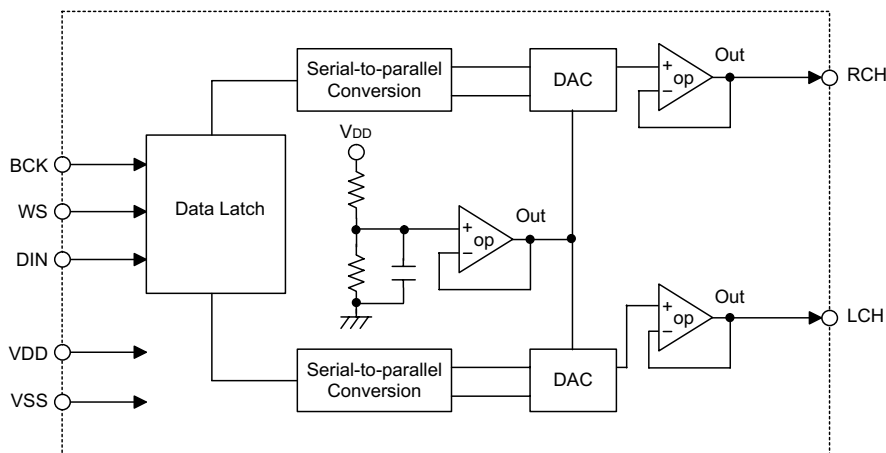 Out
Serial-to-parallel
Conversion
DAC
+
−
op
RCH
VDD
BCK
WS
DIN
Data Latch
Out
+
−
op
Out
+
−
op
LCH
VDD
VSS
Serial-to-parallel
Conversion
DAC